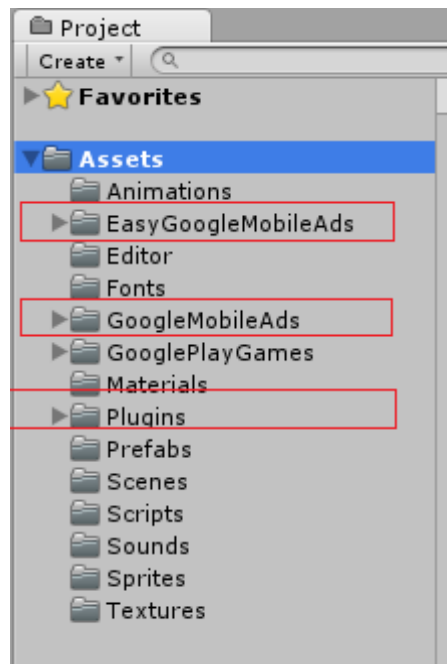 Project
Create
Favorites
Assets
Animations
EasyGoogleMobileAds
Editor
Fonts
GoogleMobileAds
GooglePlayGames
Materials
Plugins
Prefabs
Scenes
Scripts
Sounds
Sprites
Textures